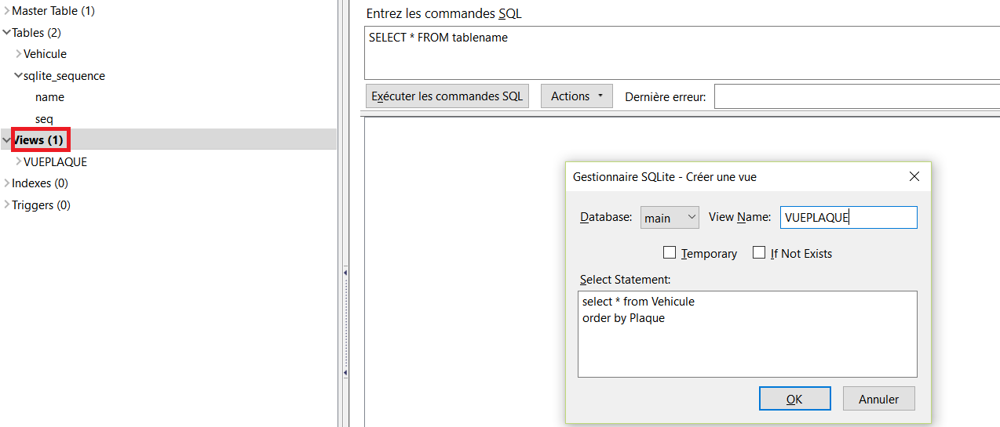 Master Table (1)
Tables (2)
Vehicule
sqlite_sequence
name
seq
Views (1)
VUEPLAQUE
Indexes (0)
Triggers (0)
Entrez les commandes SQL
SELECT * FROM tablename
Exécuter les commandes SQL
Actions
Dernière erreur:
Gestionnaire SQLite - Créer une vue
Database: main View Name: VUEPLAQUE
Temporary If Not Exists
Select Statement:
select * from Vehicule
order by Plaque
OK Annuler